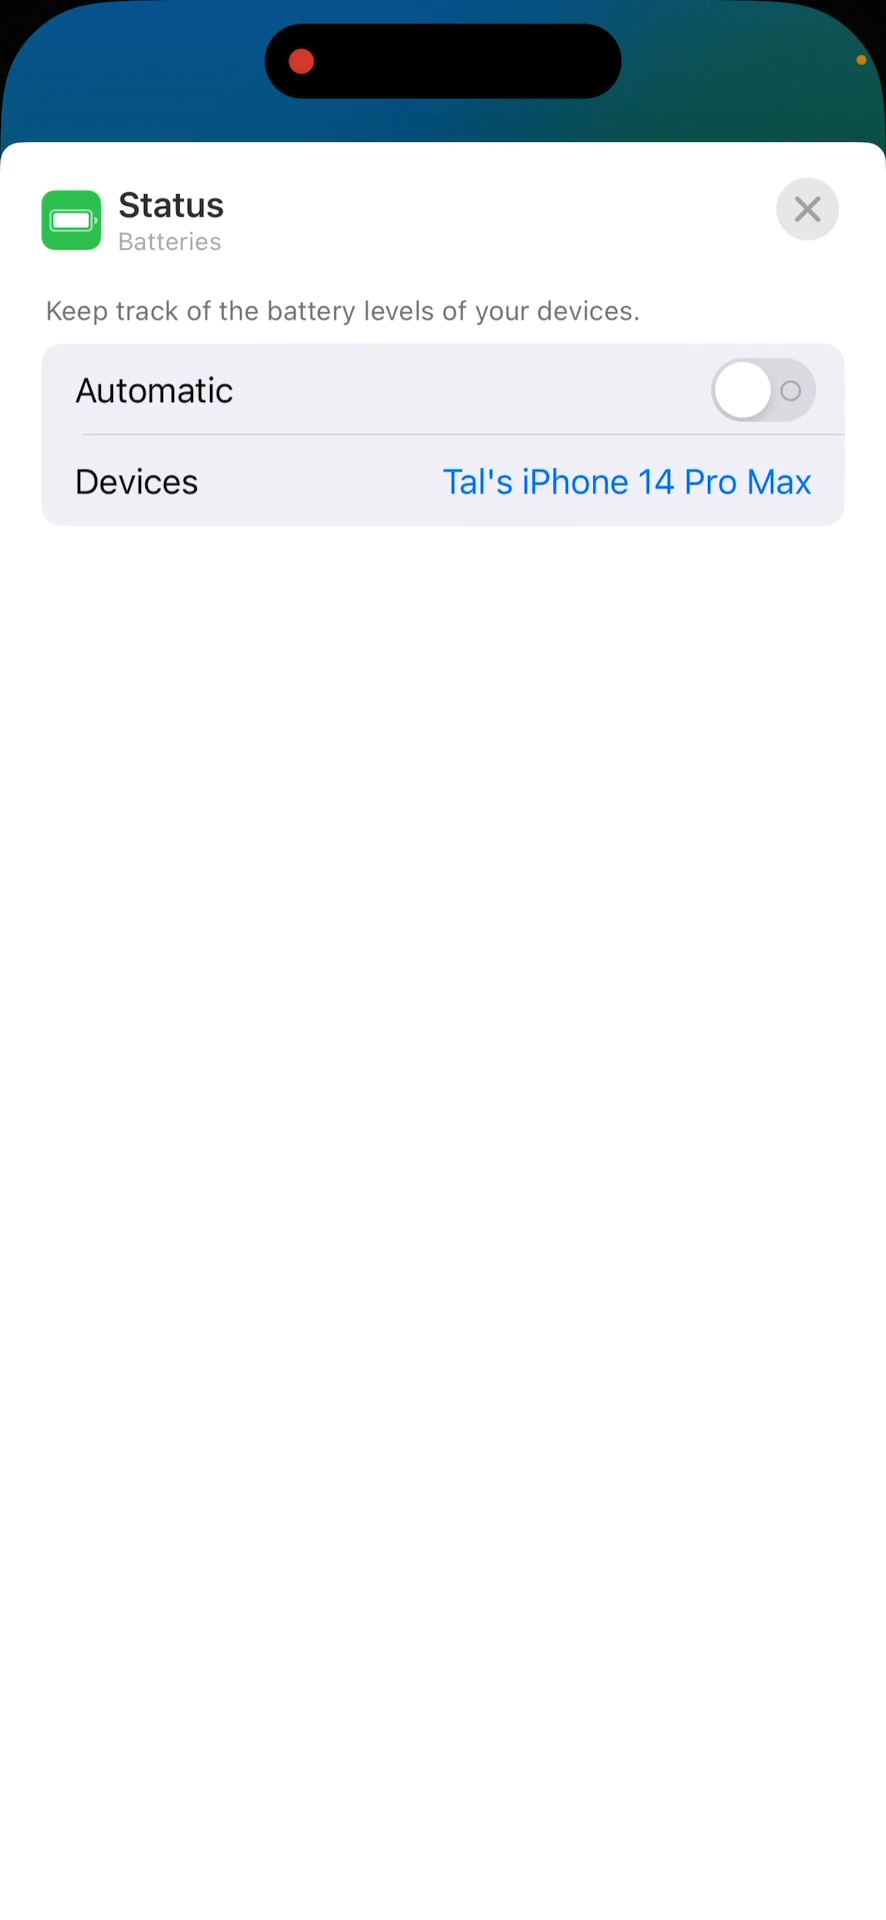 Status
Batteries
Keep track of the battery levels of your devices.
Automatic
Devices Tal's iPhone 14 Pro Max